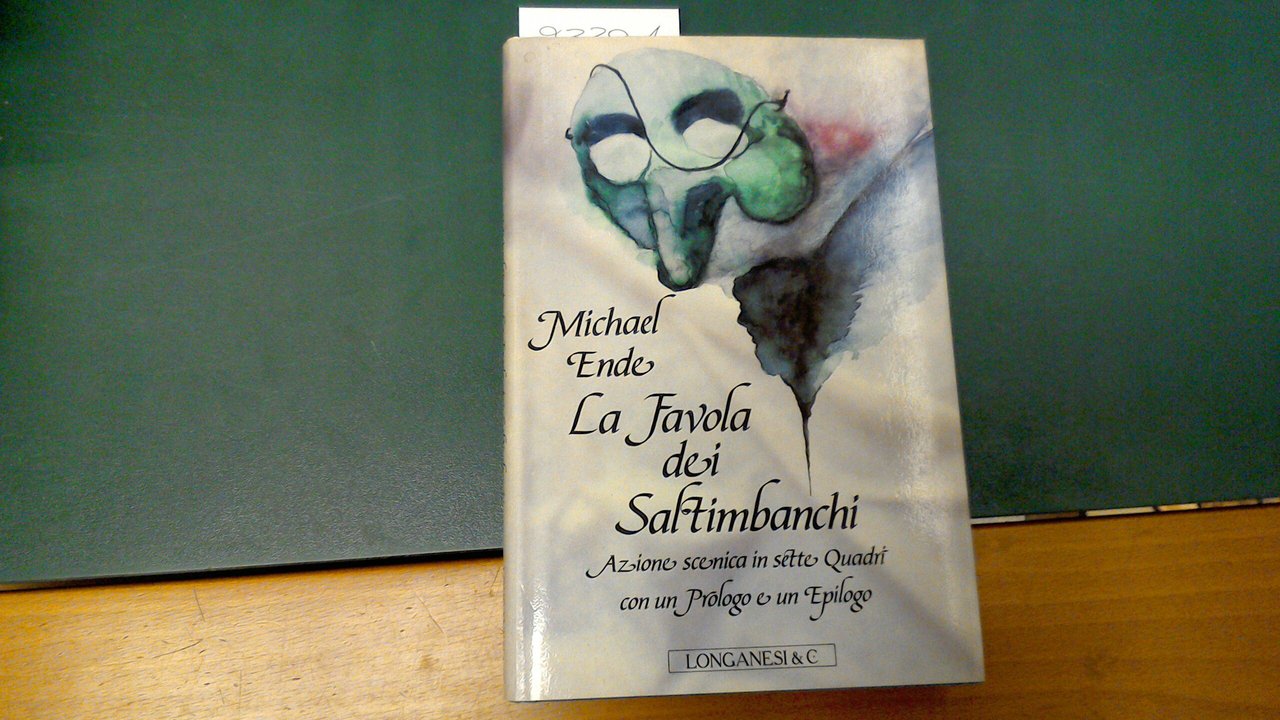 Michael
Ende
La Favola
dei
Saltimbanchi
Azione scenica in sette Quadri
con un Prologo e un Epilogo
LONGANESI & C